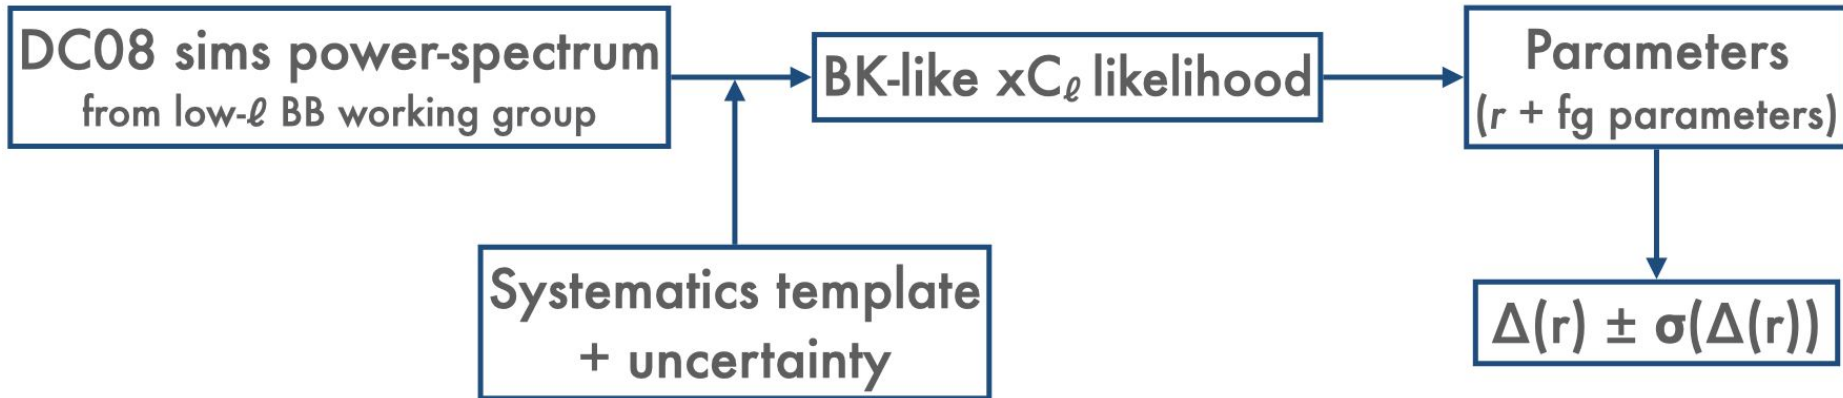 DC08 sims power-spectrum
from low-ℓ BB working group
BK-like xCℓ likelihood
Parameters
(r + fg parameters)
Systematics template
+ uncertainty
Δ(r) ± σ(Δ(r))